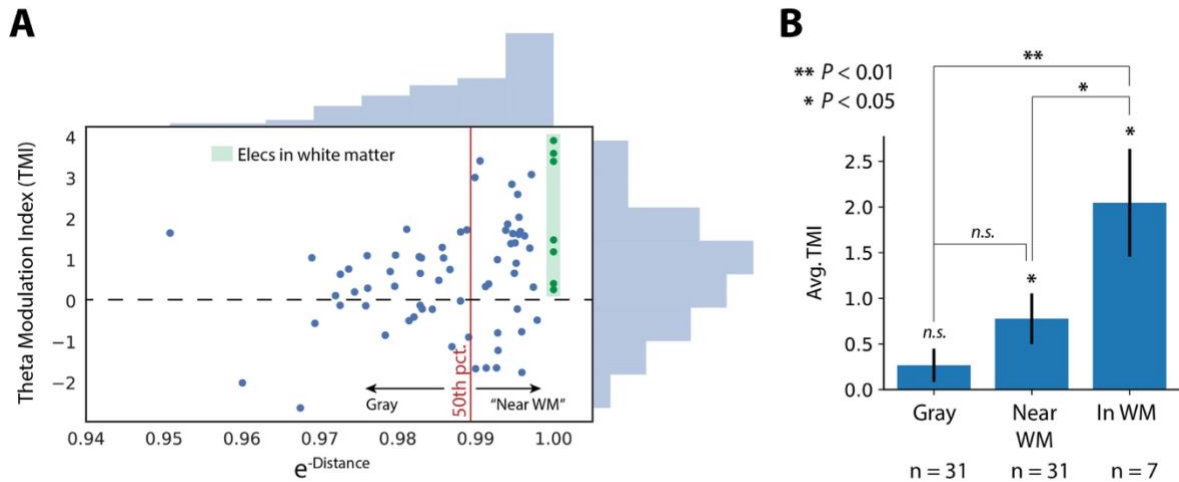 A
Theta Modulation Index (TMI)
4
3
2
1
0
−1
−2
Elecs in white matter
50th pct.
Gray
"Near WM"
0.94 0.95 0.96 0.97 0.98 0.99 1.00
e^-Distance
B
** P < 0.01
* P < 0.05
**
*
*
n.s.
*
n.s.
Avg. TMI
2.5
2.0
1.5
1.0
0.5
0.0
Gray Near WM In WM
n = 31 n = 31 n = 7